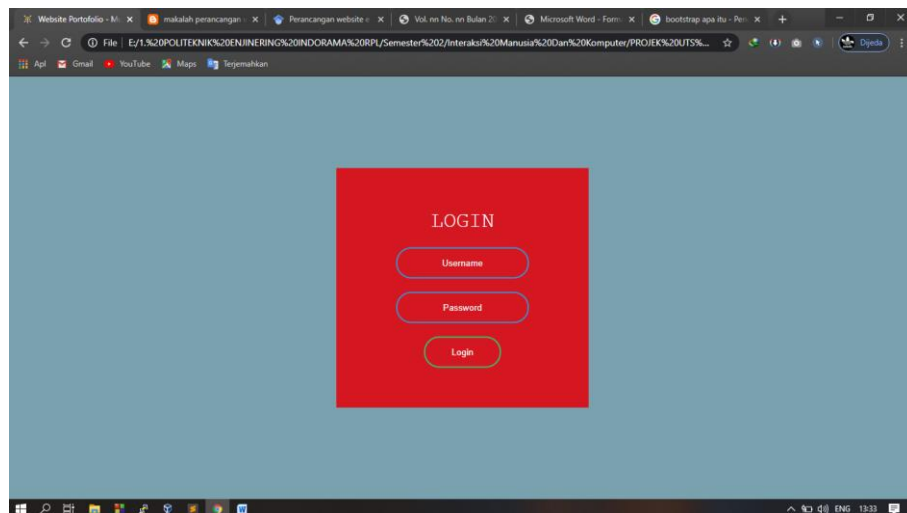 Website Portofolio - M
makalah perancangan
Perancangan website e
Vol. nn No. nn Bulan 20
Microsoft Word - Form
bootstrap apa itu - Pen
File | E:/1.%20POLITEKNIK%20ENJINERING%20INDORAMA%20RPL/Semester%202/Interaksi%20Manusia%20Dan%20Komputer/PROJEK%20UTS%...
Dijeda
Apl Gmail YouTube Maps Terjemahkan
LOGIN
Username
Password
Login
ENG 13:33